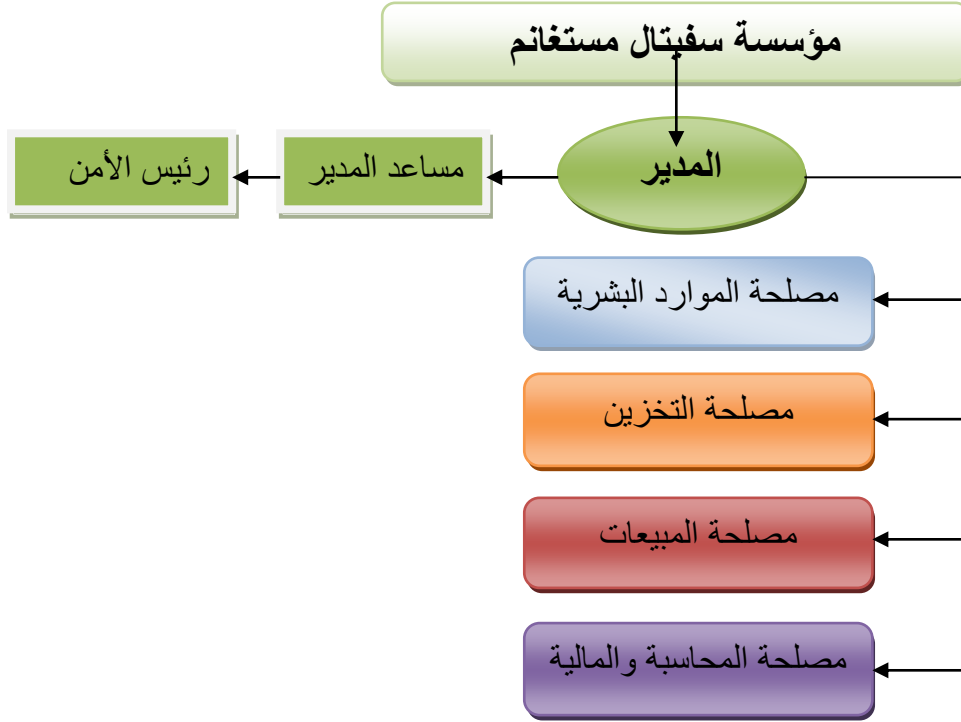 مؤسسة سفيتال مستغانم
المدير
مساعد المدير
رئيس الأمن
مصلحة الموارد البشرية
مصلحة التخزين
مصلحة المبيعات
مصلحة المحاسبة والمالية